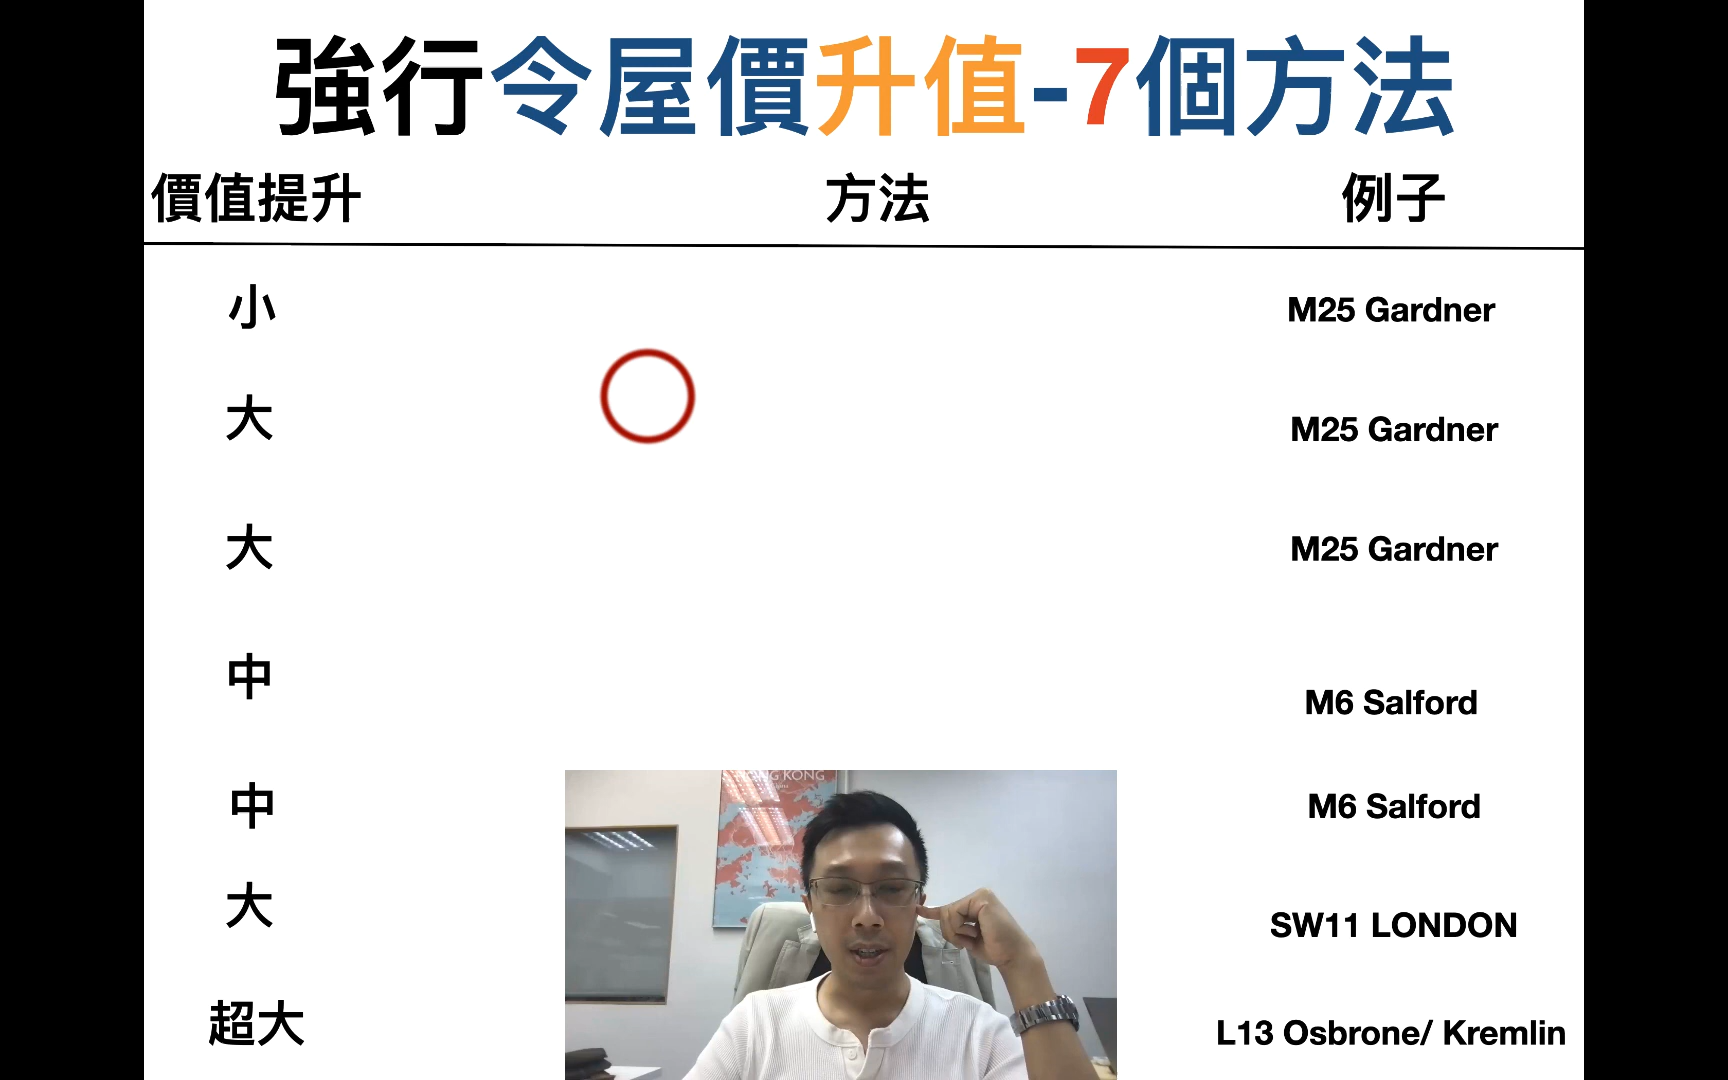 強行令屋價升值-7個方法
價值提升 方法 例子
小 M25 Gardner
大 M25 Gardner
大 M25 Gardner
中 M6 Salford
中 M6 Salford
大 SW11 LONDON
超大 L13 Osbrone/ Kremlin
KONG